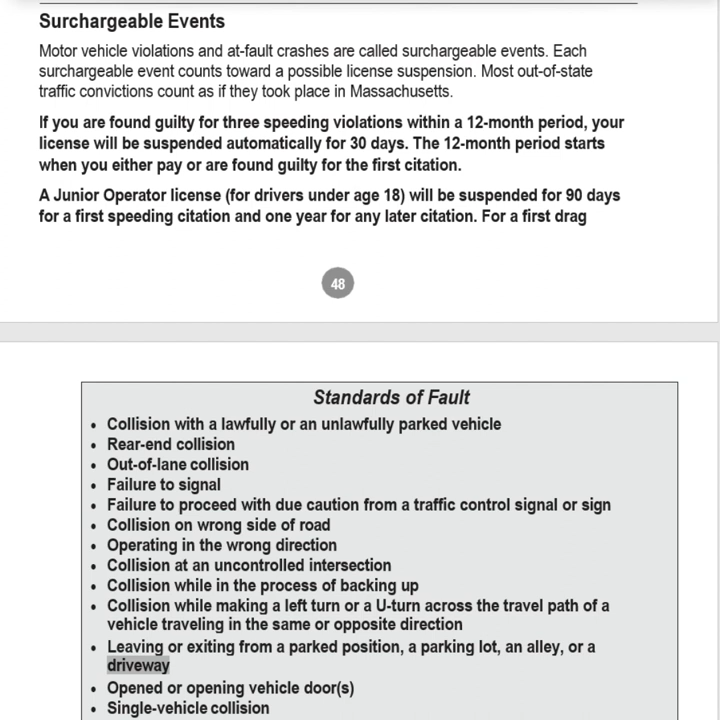 Surchargeable Events
Motor vehicle violations and at-fault crashes are called surchargeable events. Each
surchargeable event counts toward a possible license suspension. Most out-of-state
traffic convictions count as if they took place in Massachusetts.
If you are found guilty for three speeding violations within a 12-month period, your
license will be suspended automatically for 30 days. The 12-month period starts
when you either pay or are found guilty for the first citation.
A Junior Operator license (for drivers under age 18) will be suspended for 90 days
for a first speeding citation and one year for any later citation. For a first drag
48
Standards of Fault
• Collision with a lawfully or an unlawfully parked vehicle
• Rear-end collision
• Out-of-lane collision
• Failure to signal
• Failure to proceed with due caution from a traffic control signal or sign
• Collision on wrong side of road
• Operating in the wrong direction
• Collision at an uncontrolled intersection
• Collision while in the process of backing up
• Collision while making a left turn or a U-turn across the travel path of a
vehicle traveling in the same or opposite direction
• Leaving or exiting from a parked position, a parking lot, an alley, or a
driveway
• Opened or opening vehicle door(s)
• Single-vehicle collision